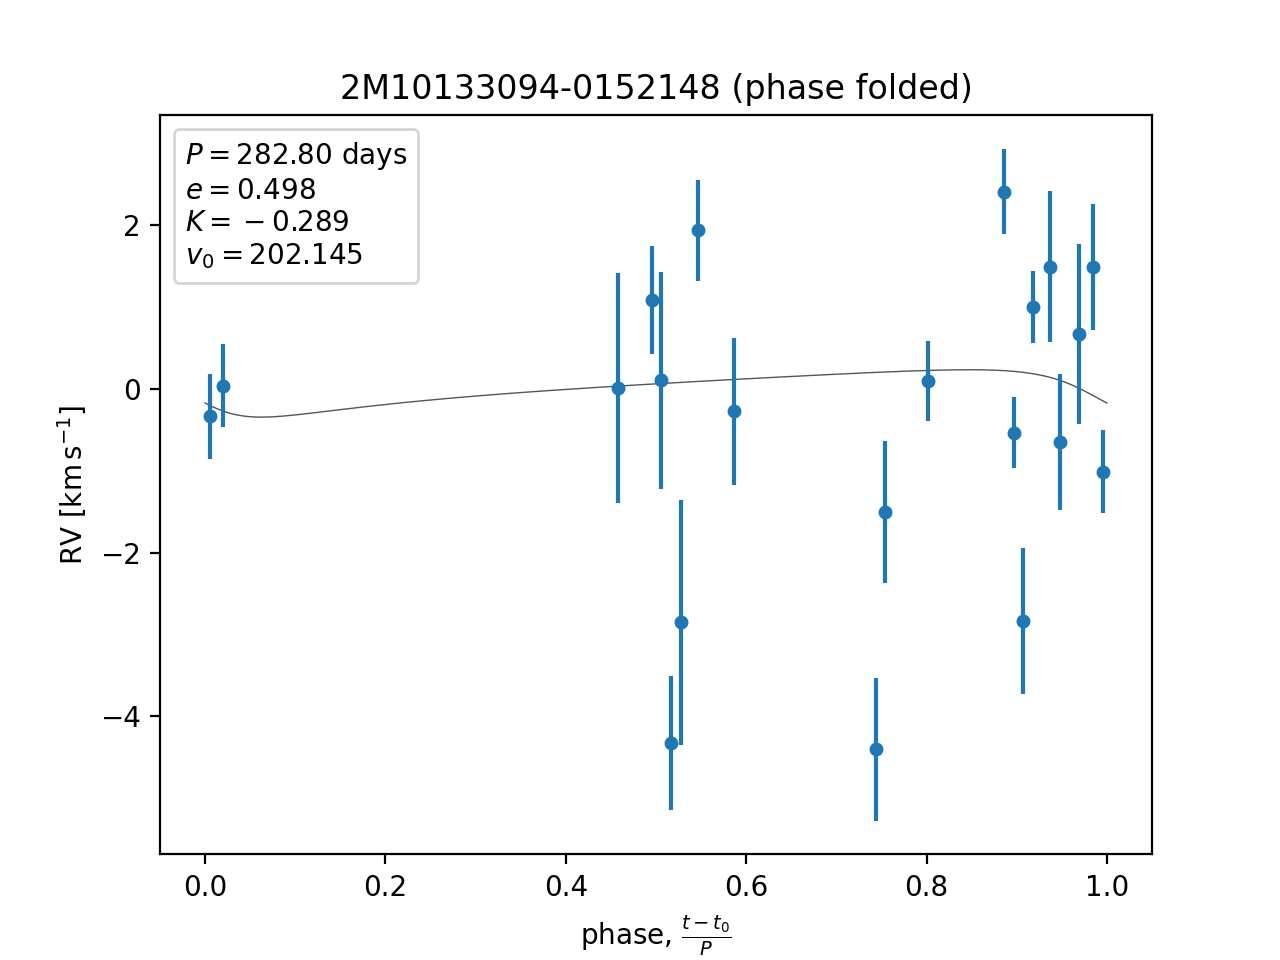 2M10133094-0152148 (phase folded)
P = 282.80 days
e = 0.498
K = −0.289
v₀ = 202.145
2
0
−2
−4
RV [km s⁻¹]
0.0 0.2 0.4 0.6 0.8 1.0
phase, (t − t₀)/P